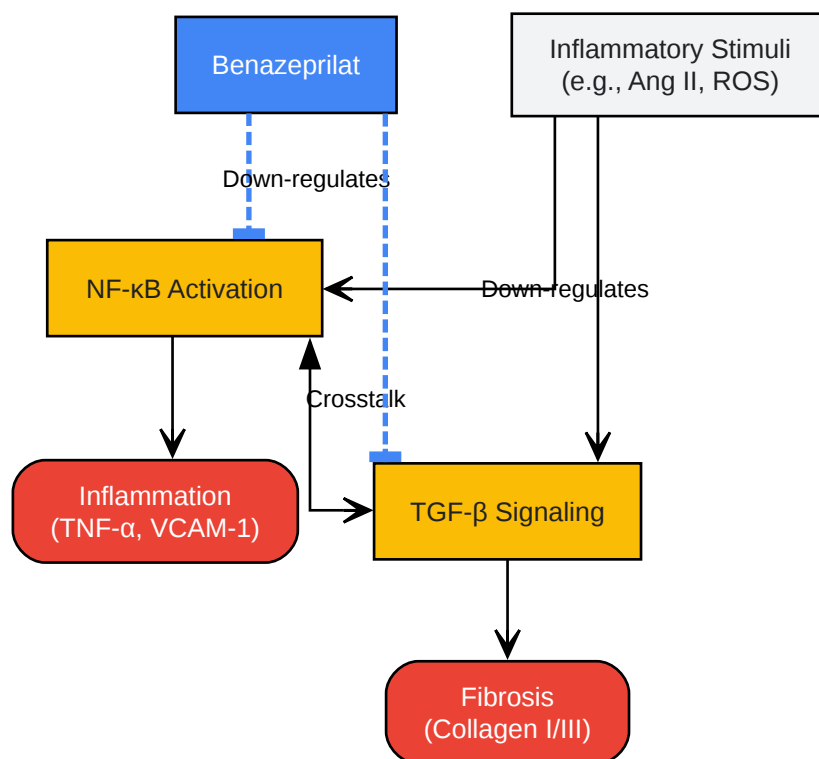 Benazeprilat
Inflammatory Stimuli
(e.g., Ang II, ROS)
Down-regulates
NF-κB Activation
Down-regulates
Crosstalk
Inflammation
(TNF-α, VCAM-1)
TGF-β Signaling
Fibrosis
(Collagen I/III)